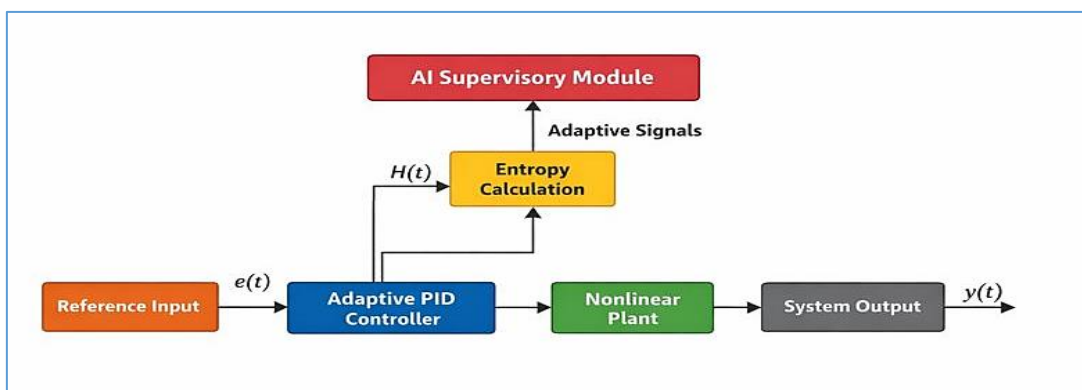 AI Supervisory Module
Adaptive Signals
H(t)
Entropy
Calculation
e(t)
Reference Input
Adaptive PID
Controller
Nonlinear
Plant
System Output
y(t)